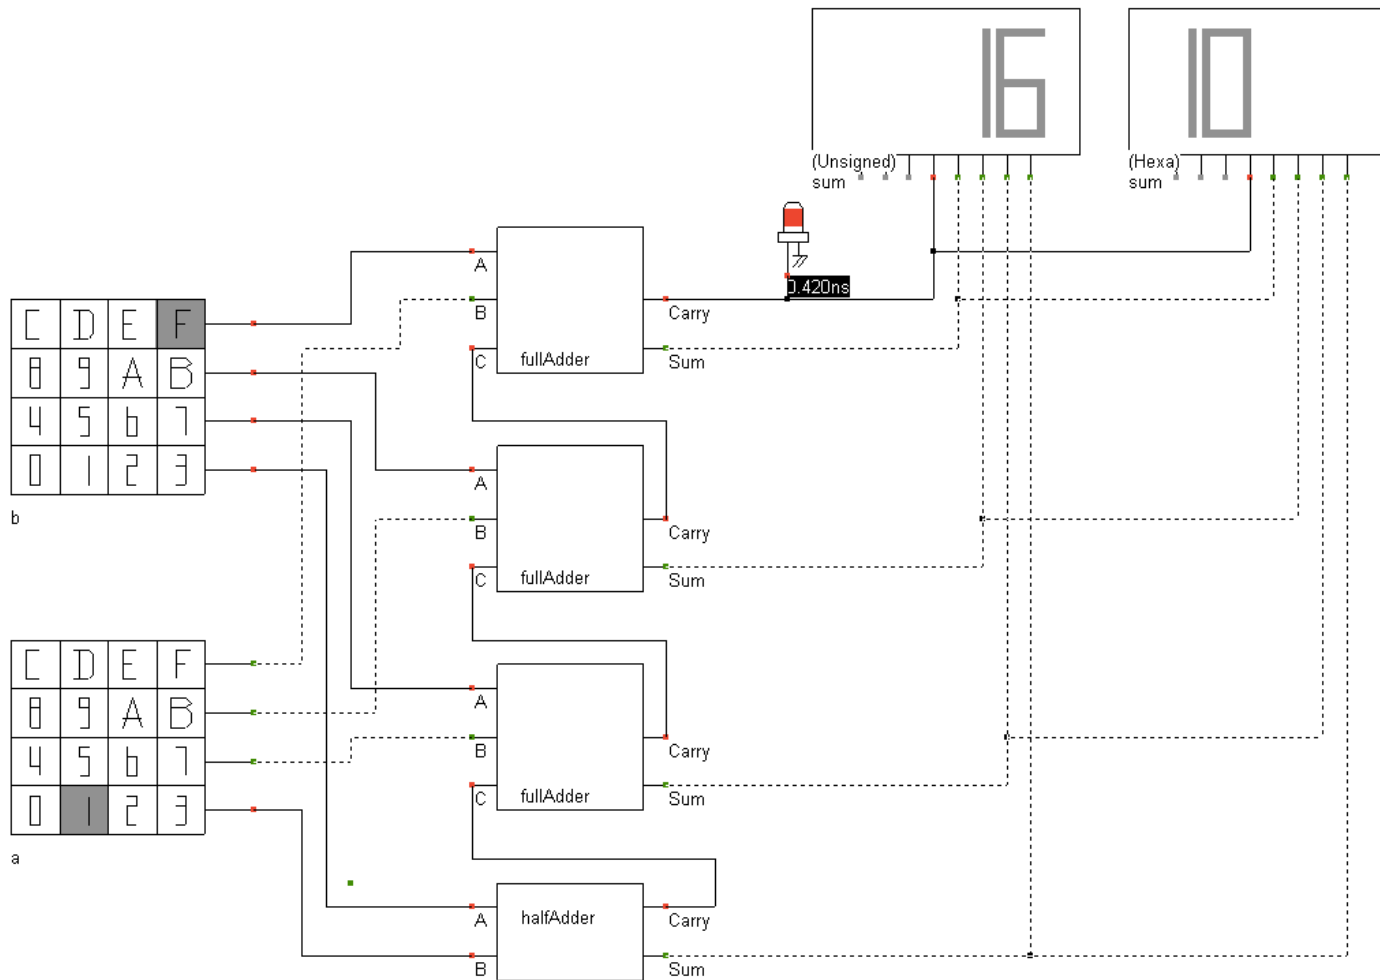 16
10
(Unsigned)
sum
(Hexa)
sum
0.420ns
A
B
C
fullAdder
Carry
Sum
C D E F
8 9 A B
4 5 6 7
0 1 2 3
b
A
B
C
fullAdder
Carry
Sum
C D E F
8 9 A B
4 5 6 7
0 1 2 3
a
A
B
C
fullAdder
Carry
Sum
A
B
halfAdder
Carry
Sum